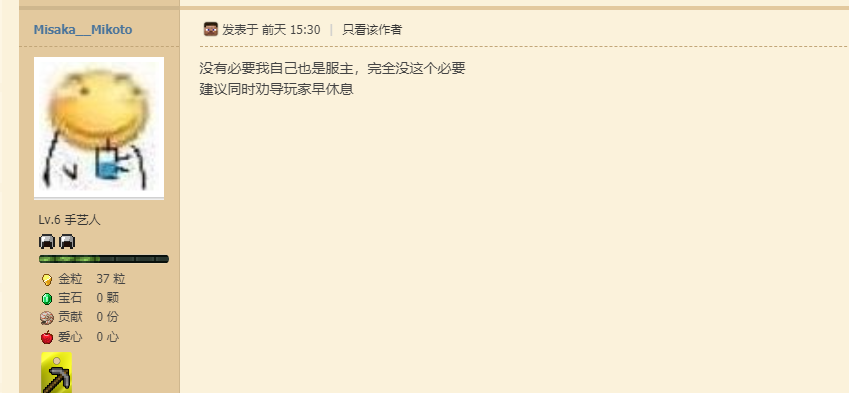 Misaka__Mikoto
发表于 前天 15:30 | 只看该作者
没有必要我自己也是服主，完全没这个必要
建议同时劝导玩家早休息
Lv.6 手艺人
金粒 37 粒
宝石 0 颗
贡献 0 份
爱心 0 心